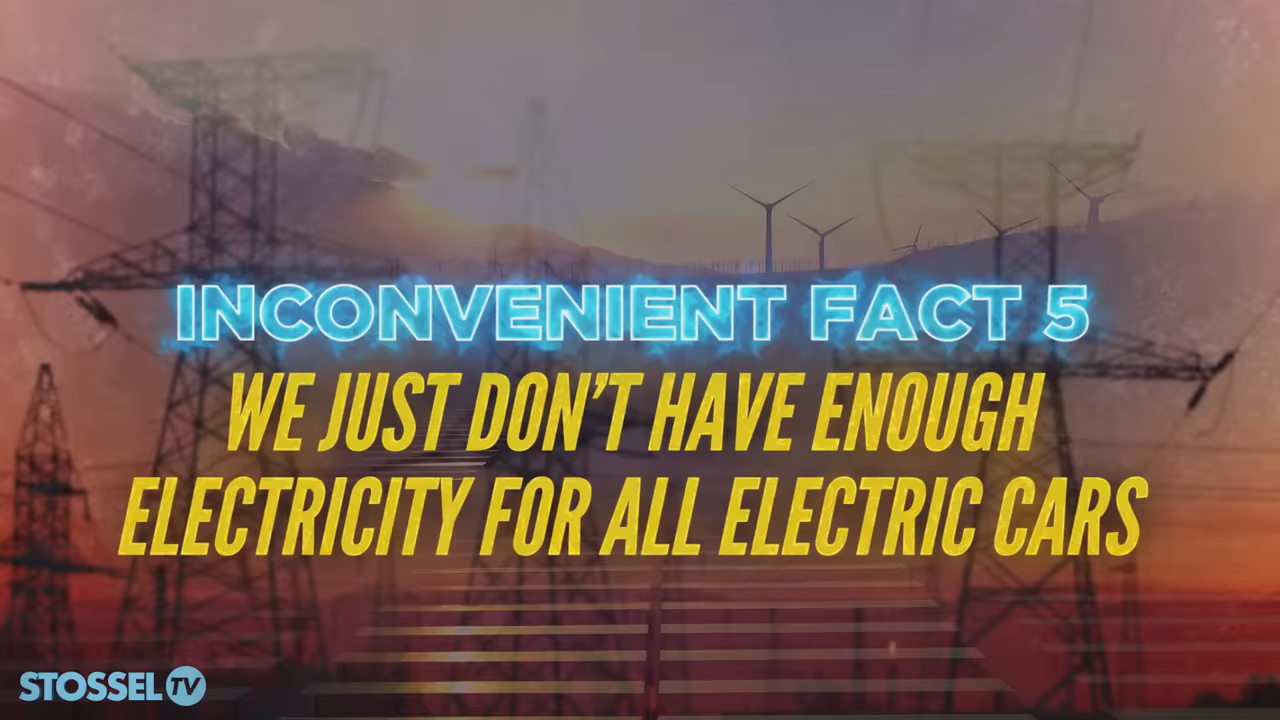 INCONVENIENT FACT 5
WE JUST DON'T HAVE ENOUGH
ELECTRICITY FOR ALL ELECTRIC CARS
STOSSEL TV